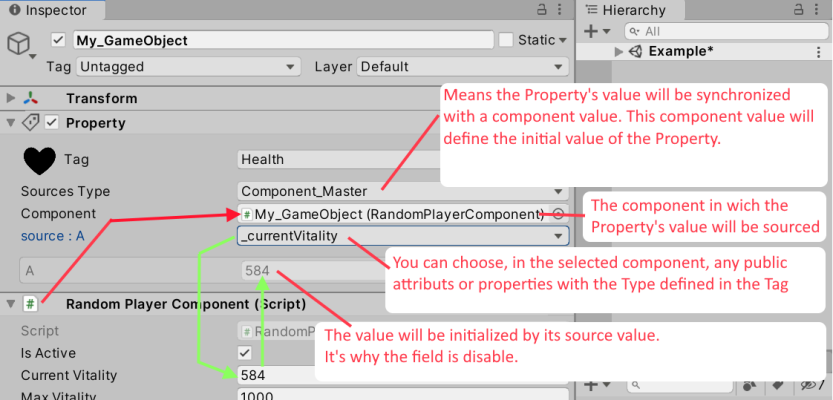 Inspector
Hierarchy
My_GameObject
Static
All
Tag Untagged Layer Default
Example*
Transform
Property
Means the Property's value will be synchronized
with a component value. This component value will
define the initial value of the Property.
Tag Health
Sources Type Component_Master
Component # My_GameObject (RandomPlayerComponent)
The component in wich the
Property's value will be sourced
source : A _currentVitality
You can choose, in the selected component, any public
attributs or properties with the Type defined in the Tag
A 584
# Random Player Component (Script)
The value will be initialized by its source value.
It's why the field is disable.
Script # RandomP
Is Active
Current Vitality 584
Max Vitality 1000
7